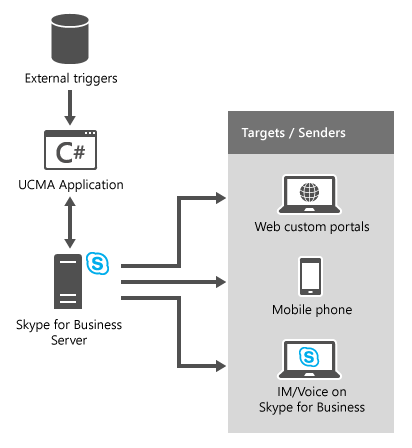 External triggers
C#
UCMA Application
S
Skype for Business
Server
Targets / Senders
Web custom portals
Mobile phone
S
IM/Voice on
Skype for Business